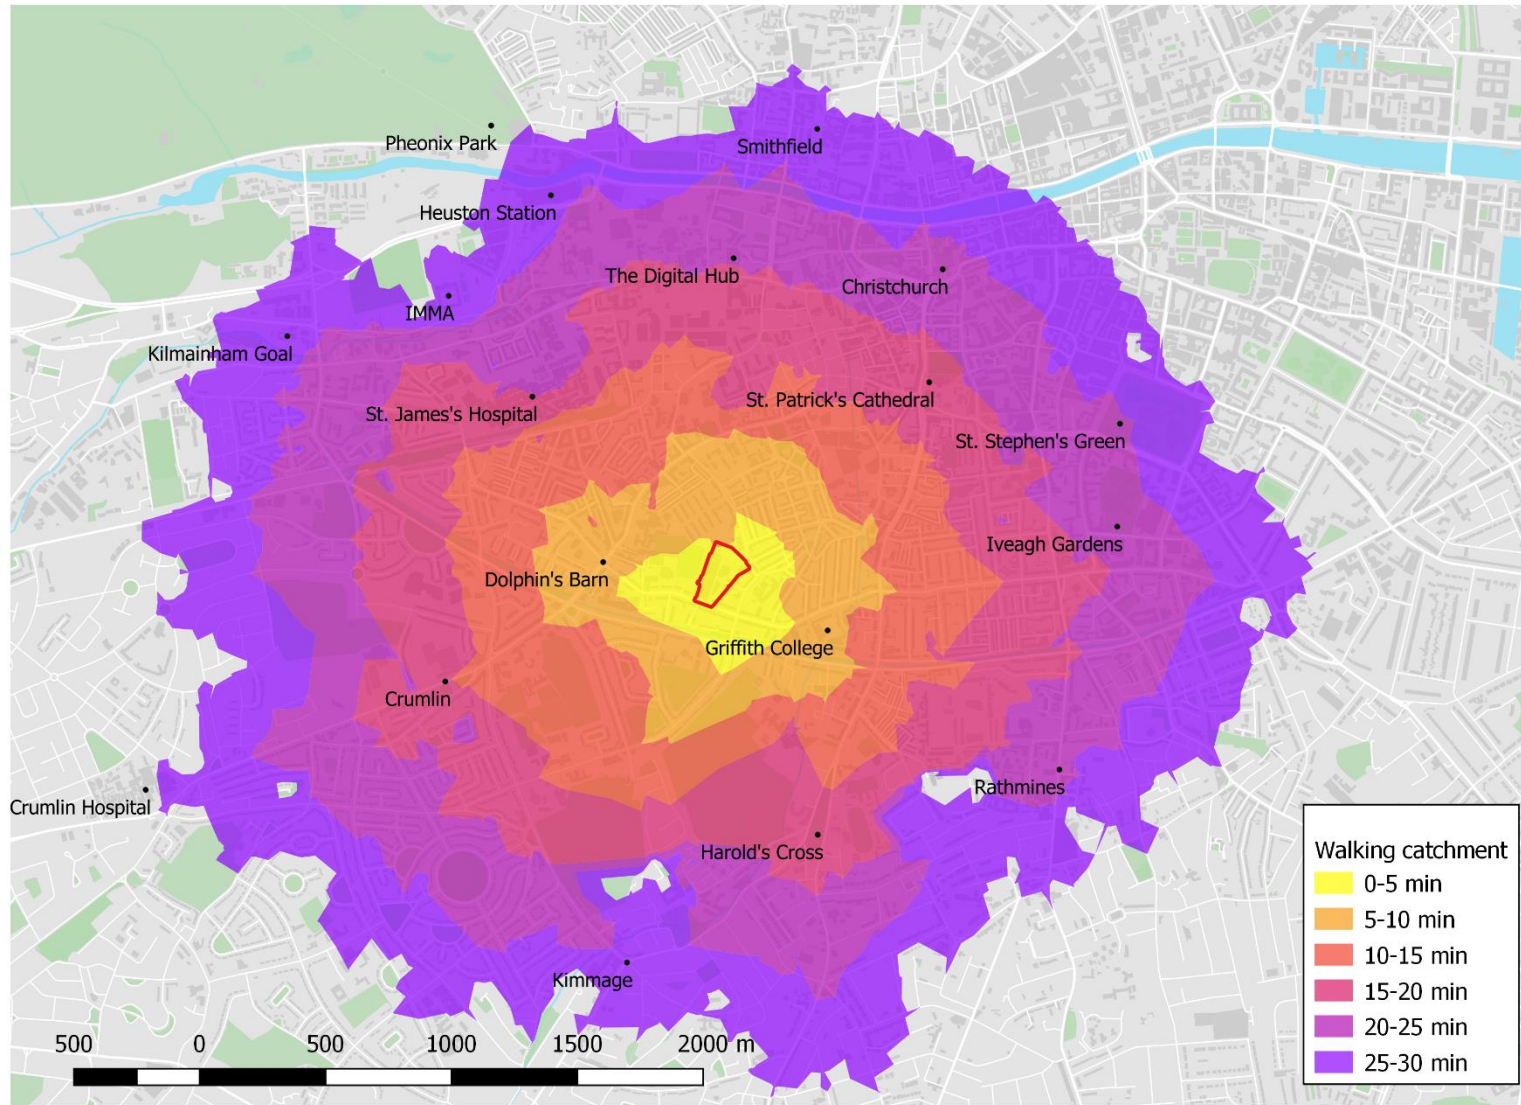 Pheonix Park
Smithfield
Heuston Station
The Digital Hub
Christchurch
IMMA
Kilmainham Goal
St. James's Hospital
St. Patrick's Cathedral
St. Stephen's Green
Iveagh Gardens
Dolphin's Barn
Griffith College
Crumlin
Rathmines
Crumlin Hospital
Harold's Cross
Kimmage
500 0 500 1000 1500 2000 m
Walking catchment
0-5 min
5-10 min
10-15 min
15-20 min
20-25 min
25-30 min